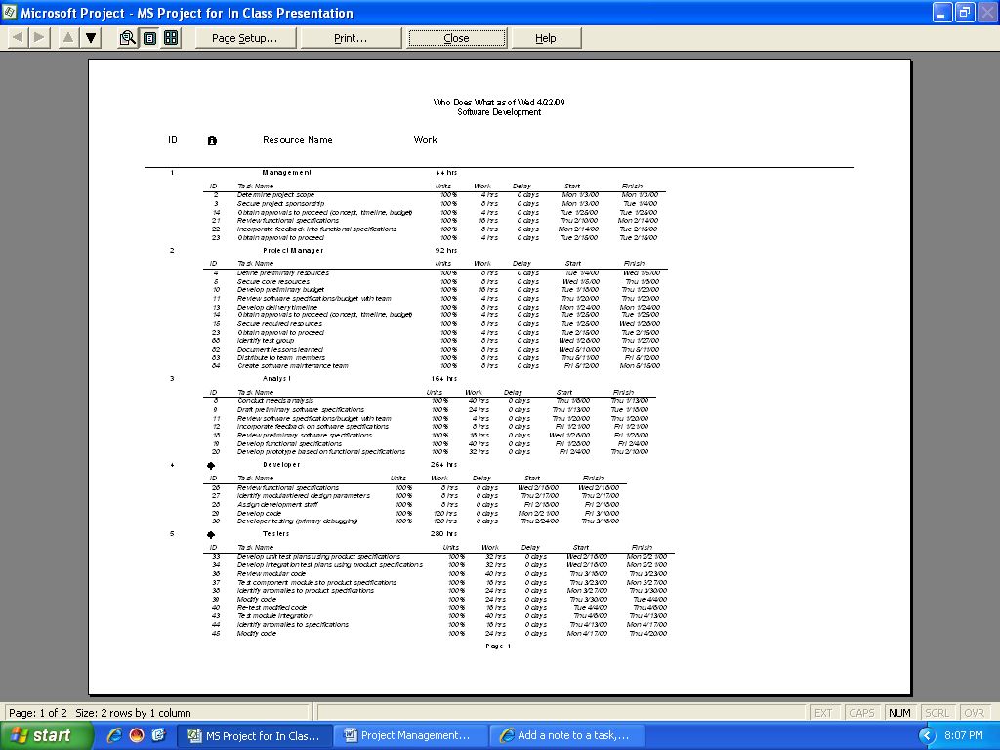 Microsoft Project - MS Project for In Class Presentation
Page Setup... Print... Close Help
Who Does What as of Wed 4/22/09
Software Development
ID Resource Name Work
1 Management 44 hrs
ID Task Name Units Work Delay Start Finish
2 Determine project scope 100% 4 hrs 0 days Mon 1/3/00 Mon 1/3/00
3 Secure project sponsorship 100% 8 hrs 0 days Mon 1/3/00 Tue 1/4/00
14 Obtain approvals to proceed (concept, timeline, budget) 100% 4 hrs 0 days Tue 1/25/00 Tue 1/25/00
21 Review functional specifications 100% 16 hrs 0 days Thu 2/10/00 Mon 2/14/00
22 Incorporate feedback into functional specifications 100% 8 hrs 0 days Mon 2/14/00 Tue 2/15/00
23 Obtain approval to proceed 100% 4 hrs 0 days Tue 2/15/00 Tue 2/15/00
2 Project Manager 92 hrs
ID Task Name Units Work Delay Start Finish
4 Define preliminary resources 100% 8 hrs 0 days Tue 1/4/00 Wed 1/5/00
5 Secure core resources 100% 8 hrs 0 days Wed 1/5/00 Thu 1/6/00
10 Develop preliminary budget 100% 16 hrs 0 days Tue 1/18/00 Thu 1/20/00
11 Review software specifications/budget with team 100% 4 hrs 0 days Thu 1/20/00 Thu 1/20/00
13 Develop delivery timeline 100% 8 hrs 0 days Mon 1/24/00 Mon 1/24/00
14 Obtain approvals to proceed (concept, timeline, budget) 100% 4 hrs 0 days Tue 1/25/00 Tue 1/25/00
15 Secure required resources 100% 8 hrs 0 days Tue 1/25/00 Wed 1/26/00
23 Obtain approval to proceed 100% 4 hrs 0 days Tue 2/15/00 Tue 2/15/00
Identify test group 100% 8 hrs 0 days Wed 1/26/00 Thu 1/27/00
82 Document lessons learned 100% 8 hrs 0 days Wed 5/10/00 Thu 5/11/00
83 Distribute to team members 100% 8 hrs 0 days Thu 5/11/00 Fri 5/12/00
84 Create software maintenance team 100% 8 hrs 0 days Fri 5/12/00 Mon 5/15/00
3 Analyst 164 hrs
ID Task Name Units Work Delay Start Finish
8 Conduct needs analysis 100% 40 hrs 0 days Thu 1/6/00 Thu 1/13/00
9 Draft preliminary software specifications 100% 24 hrs 0 days Thu 1/13/00 Tue 1/18/00
11 Review software specifications/budget with team 100% 4 hrs 0 days Thu 1/20/00 Thu 1/20/00
12 Incorporate feedback on software specifications 100% 8 hrs 0 days Fri 1/21/00 Fri 1/21/00
18 Review preliminary software specifications 100% 16 hrs 0 days Wed 1/26/00 Fri 1/28/00
19 Develop functional specifications 100% 40 hrs 0 days Fri 1/28/00 Fri 2/4/00
20 Develop prototype based on functional specifications 100% 32 hrs 0 days Fri 2/4/00 Thu 2/10/00
4 Developer 264 hrs
ID Task Name Units Work Delay Start Finish
26 Review functional specifications 100% 8 hrs 0 days Wed 2/16/00 Wed 2/16/00
27 Identify modular/tiered design parameters 100% 8 hrs 0 days Thu 2/17/00 Thu 2/17/00
28 Assign development staff 100% 8 hrs 0 days Fri 2/18/00 Fri 2/18/00
29 Develop code 100% 120 hrs 0 days Mon 2/21/00 Fri 3/10/00
30 Developer testing (primary debugging) 100% 120 hrs 0 days Thu 2/24/00 Thu 3/16/00
5 Testers 280 hrs
ID Task Name Units Work Delay Start Finish
33 Develop unit test plans using product specifications 100% 32 hrs 0 days Wed 2/16/00 Mon 2/21/00
34 Develop integration test plans using product specifications 100% 32 hrs 0 days Wed 2/16/00 Mon 2/21/00
36 Review modular code 100% 40 hrs 0 days Thu 3/16/00 Thu 3/23/00
37 Test component modules to product specifications 100% 16 hrs 0 days Thu 3/23/00 Mon 3/27/00
38 Identify anomalies to product specifications 100% 24 hrs 0 days Mon 3/27/00 Thu 3/30/00
39 Modify code 100% 24 hrs 0 days Thu 3/30/00 Tue 4/4/00
40 Re-test modified code 100% 16 hrs 0 days Tue 4/4/00 Thu 4/6/00
43 Test module integration 100% 40 hrs 0 days Thu 4/6/00 Thu 4/13/00
44 Identify anomalies to specifications 100% 16 hrs 0 days Thu 4/13/00 Mon 4/17/00
45 Modify code 100% 24 hrs 0 days Mon 4/17/00 Thu 4/20/00
Page 1
Page: 1 of 2 Size: 2 rows by 1 column EXT CAPS NUM SCRL OVR
start MS Project for In Clas... Project Management... Add a note to a task,... 8:07 PM